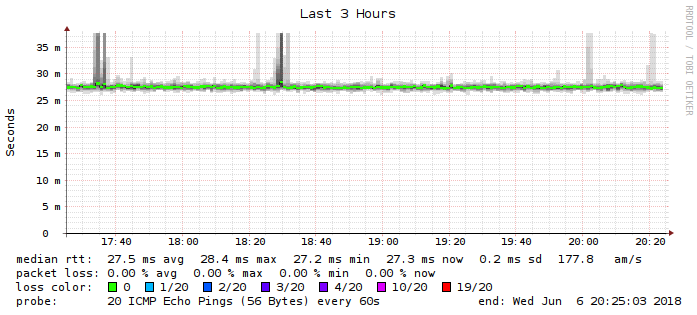 Last 3 Hours
RRDTOOL / TOBI OETIKER
Seconds
35 m
30 m
25 m
20 m
15 m
10 m
5 m
0
17:40 18:00 18:20 18:40 19:00 19:20 19:40 20:00 20:20
median rtt: 27.5 ms avg 28.4 ms max 27.2 ms min 27.3 ms now 0.2 ms sd 177.8 am/s
packet loss: 0.00 % avg 0.00 % max 0.00 % min 0.00 % now
loss color: 0 1/20 2/20 3/20 4/20 10/20 19/20
probe: 20 ICMP Echo Pings (56 Bytes) every 60s end: Wed Jun 6 20:25:03 2018